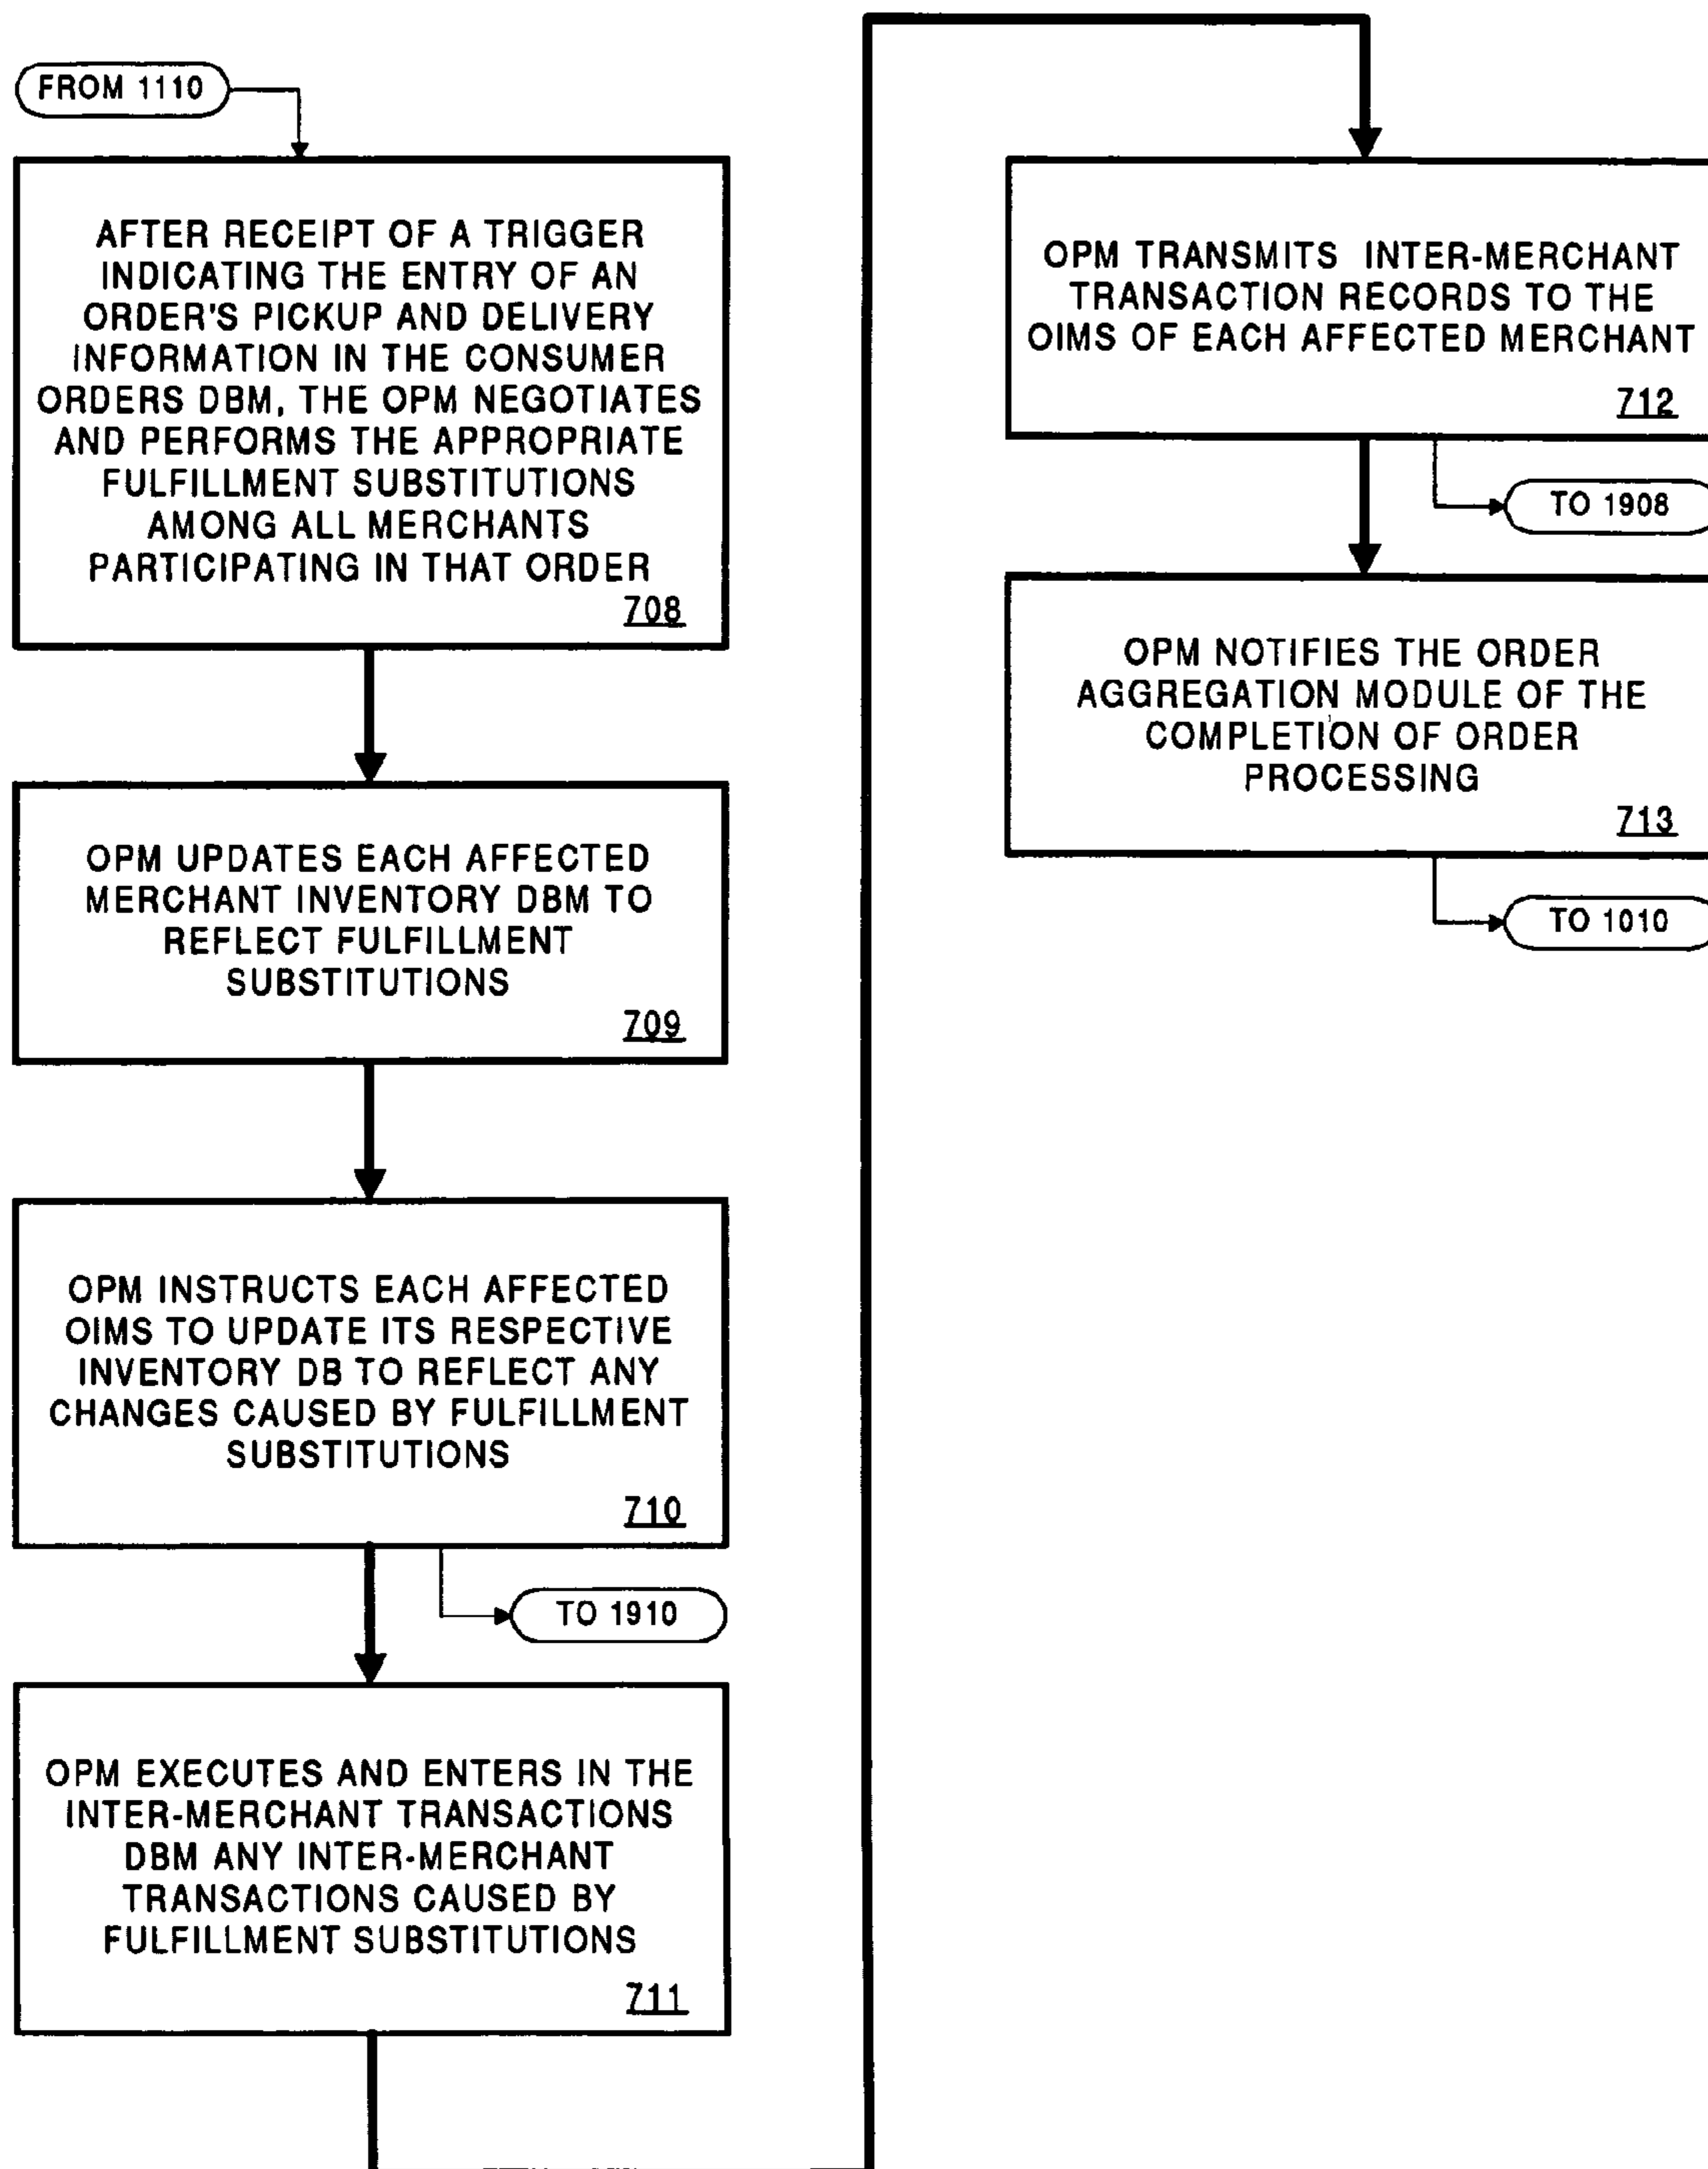 FROM 1110
AFTER RECEIPT OF A TRIGGER
INDICATING THE ENTRY OF AN
ORDER'S PICKUP AND DELIVERY
INFORMATION IN THE CONSUMER
ORDERS DBM, THE OPM NEGOTIATES
AND PERFORMS THE APPROPRIATE
FULFILLMENT SUBSTITUTIONS
AMONG ALL MERCHANTS
PARTICIPATING IN THAT ORDER
708
OPM UPDATES EACH AFFECTED
MERCHANT INVENTORY DBM TO
REFLECT FULFILLMENT
SUBSTITUTIONS
709
OPM INSTRUCTS EACH AFFECTED
OIMS TO UPDATE ITS RESPECTIVE
INVENTORY DB TO REFLECT ANY
CHANGES CAUSED BY FULFILLMENT
SUBSTITUTIONS
710
TO 1910
OPM EXECUTES AND ENTERS IN THE
INTER-MERCHANT TRANSACTIONS
DBM ANY INTER-MERCHANT
TRANSACTIONS CAUSED BY
FULFILLMENT SUBSTITUTIONS
711
OPM TRANSMITS INTER-MERCHANT
TRANSACTION RECORDS TO THE
OIMS OF EACH AFFECTED MERCHANT
712
TO 1908
OPM NOTIFIES THE ORDER
AGGREGATION MODULE OF THE
COMPLETION OF ORDER
PROCESSING
713
TO 1010